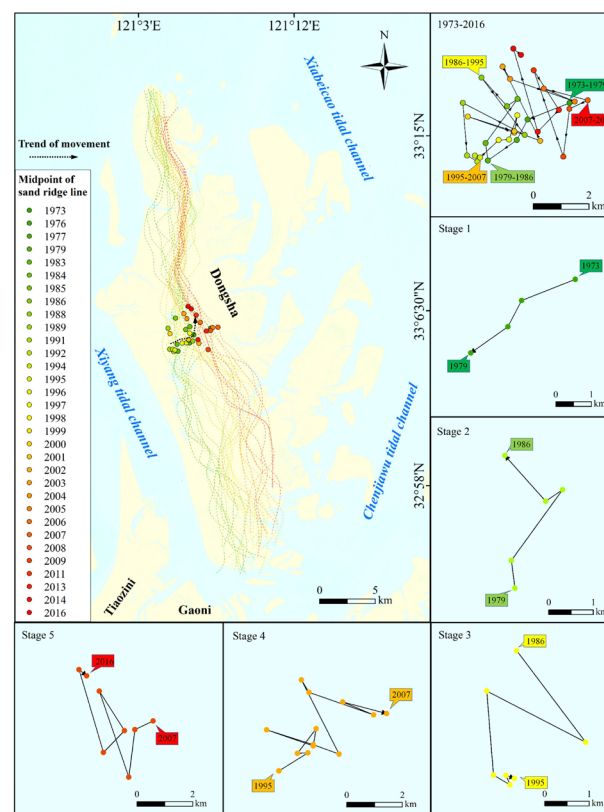 121°3'E
121°12'E
N
Xiabeicao tidal channel
Trend of movement
Midpoint of
sand ridge line
1973
1976
1977
1979
1983
1984
1985
1986
1988
1989
1991
1992
1994
1995
1996
1997
1998
1999
2000
2001
2002
2003
2004
2005
2006
2007
2008
2009
2011
2013
2014
2016
Dongsha
Xiyang tidal channel
Chenjiawu tidal channel
Tiaozini
Gaoni
0 5
km
33°15'N
33°6'30"N
32°58'N
1973-2016
1986-1995
1973-1979
1995-2007
1979-1986
0 2
km
Stage 1
1973
1979
0 1
km
Stage 2
1986
1979
0 1
km
Stage 5
2016
2007
0 2
km
Stage 4
2007
1995
0 2
km
Stage 3
1986
1995
0 1
km